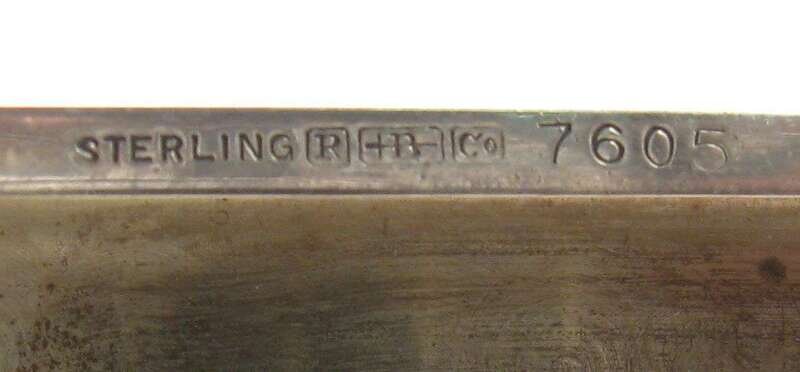 STERLING R +B- Co 7605